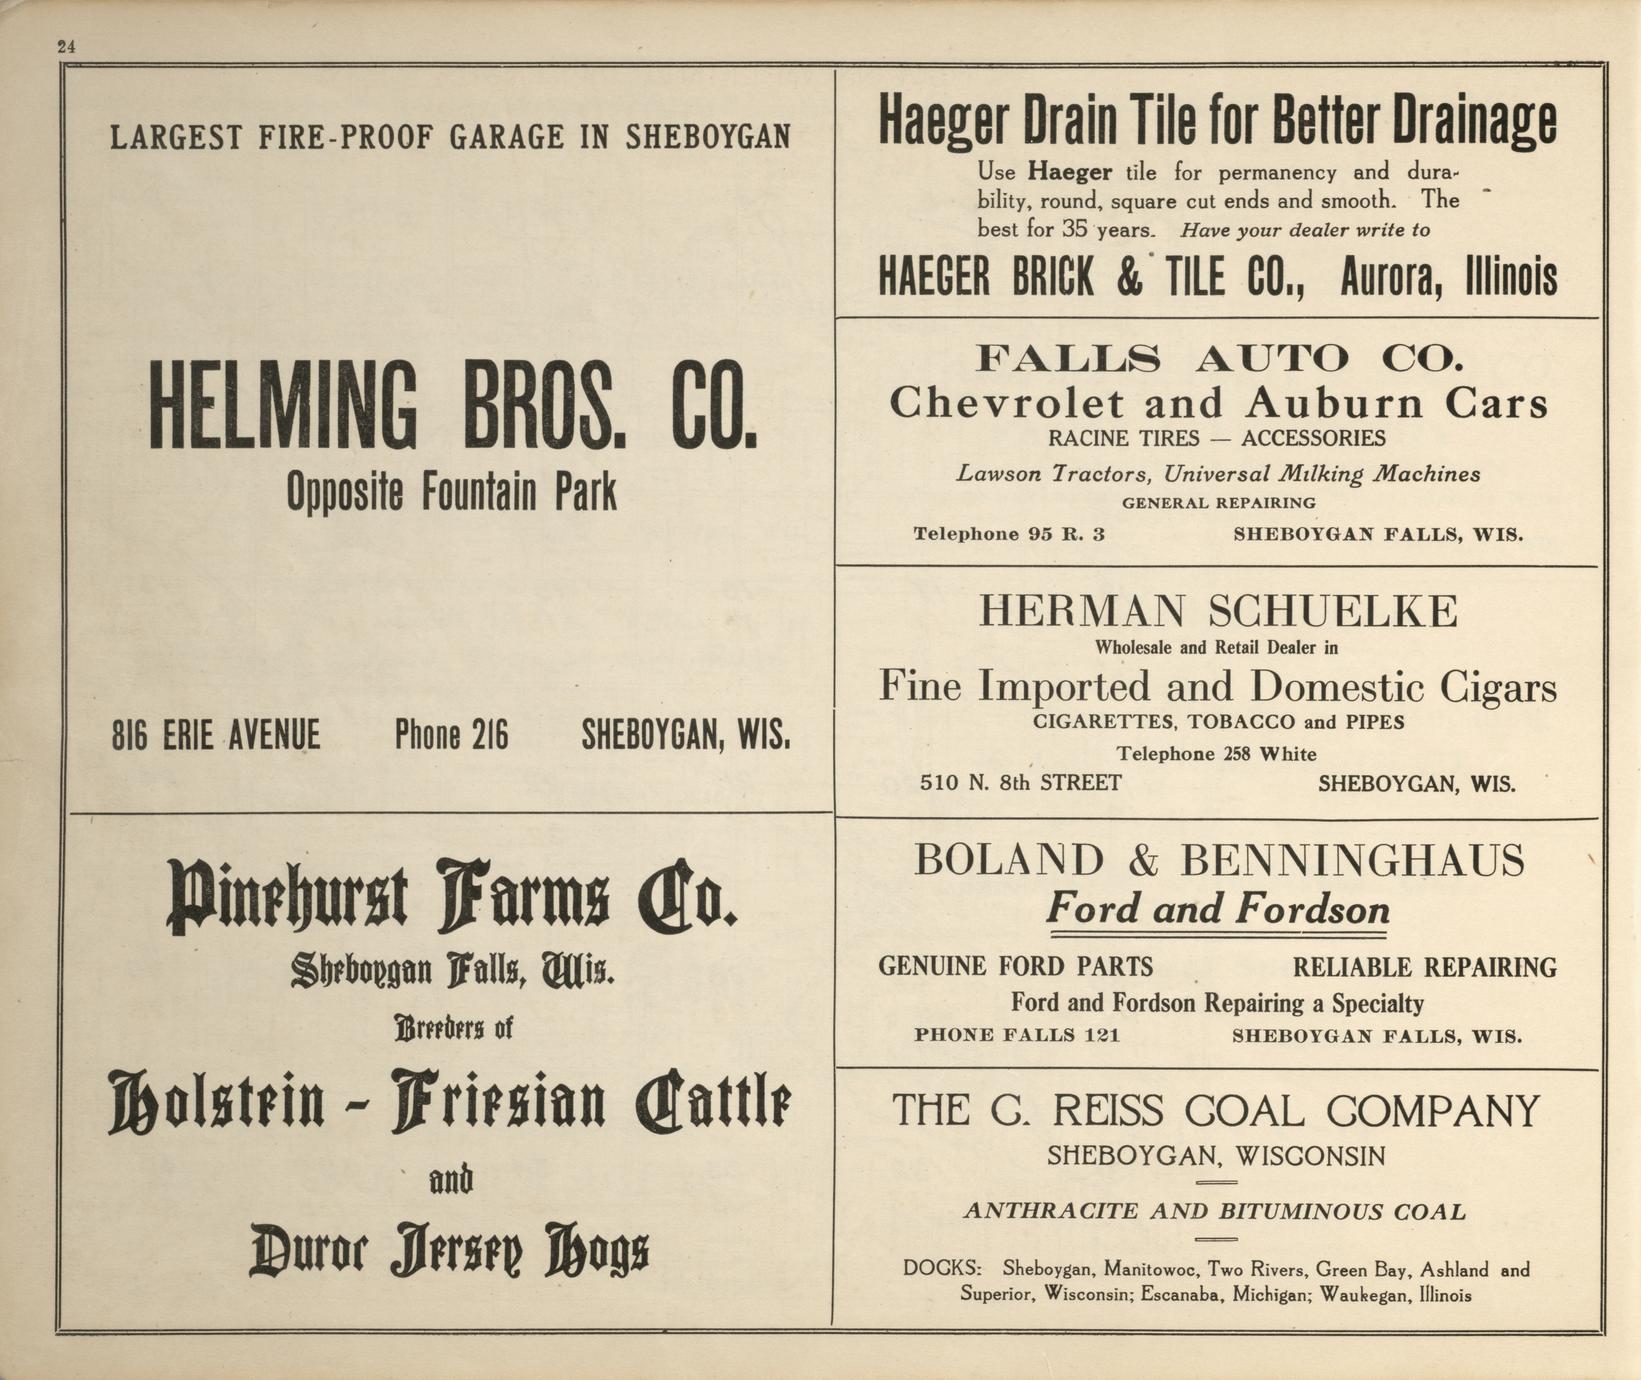 24
LARGEST FIRE-PROOF GARAGE IN SHEBOYGAN
HELMING BROS. CO.
Opposite Fountain Park
816 ERIE AVENUE Phone 216 SHEBOYGAN, WIS.
Pinehurst Farms Co.
Sheboygan Falls, Wis.
Breeders of
Holstein - Friesian Cattle
and
Duroc Jersey Hogs
Haeger Drain Tile for Better Drainage
Use Haeger tile for permanency and dura-
bility, round, square cut ends and smooth. The
best for 35 years. Have your dealer write to
HAEGER BRICK & TILE CO., Aurora, Illinois
FALLS AUTO CO.
Chevrolet and Auburn Cars
RACINE TIRES — ACCESSORIES
Lawson Tractors, Universal Milking Machines
GENERAL REPAIRING
Telephone 95 R. 3 SHEBOYGAN FALLS, WIS.
HERMAN SCHUELKE
Wholesale and Retail Dealer in
Fine Imported and Domestic Cigars
CIGARETTES, TOBACCO and PIPES
Telephone 258 White
510 N. 8th STREET SHEBOYGAN, WIS.
BOLAND & BENNINGHAUS
Ford and Fordson
GENUINE FORD PARTS RELIABLE REPAIRING
Ford and Fordson Repairing a Specialty
PHONE FALLS 121 SHEBOYGAN FALLS, WIS.
THE C. REISS COAL COMPANY
SHEBOYGAN, WISCONSIN
ANTHRACITE AND BITUMINOUS COAL
DOCKS: Sheboygan, Manitowoc, Two Rivers, Green Bay, Ashland and
Superior, Wisconsin; Escanaba, Michigan; Waukegan, Illinois